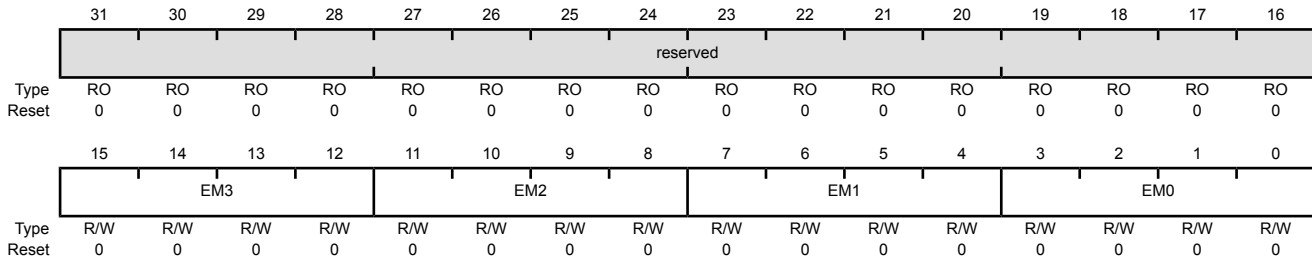 31 30 29 28 27 26 25 24 23 22 21 20 19 18 17 16
reserved
Type RO RO RO RO RO RO RO RO RO RO RO RO RO RO RO RO
Reset 0 0 0 0 0 0 0 0 0 0 0 0 0 0 0 0
15 14 13 12 11 10 9 8 7 6 5 4 3 2 1 0
EM3 EM2 EM1 EM0
Type R/W R/W R/W R/W R/W R/W R/W R/W R/W R/W R/W R/W R/W R/W R/W R/W
Reset 0 0 0 0 0 0 0 0 0 0 0 0 0 0 0 0